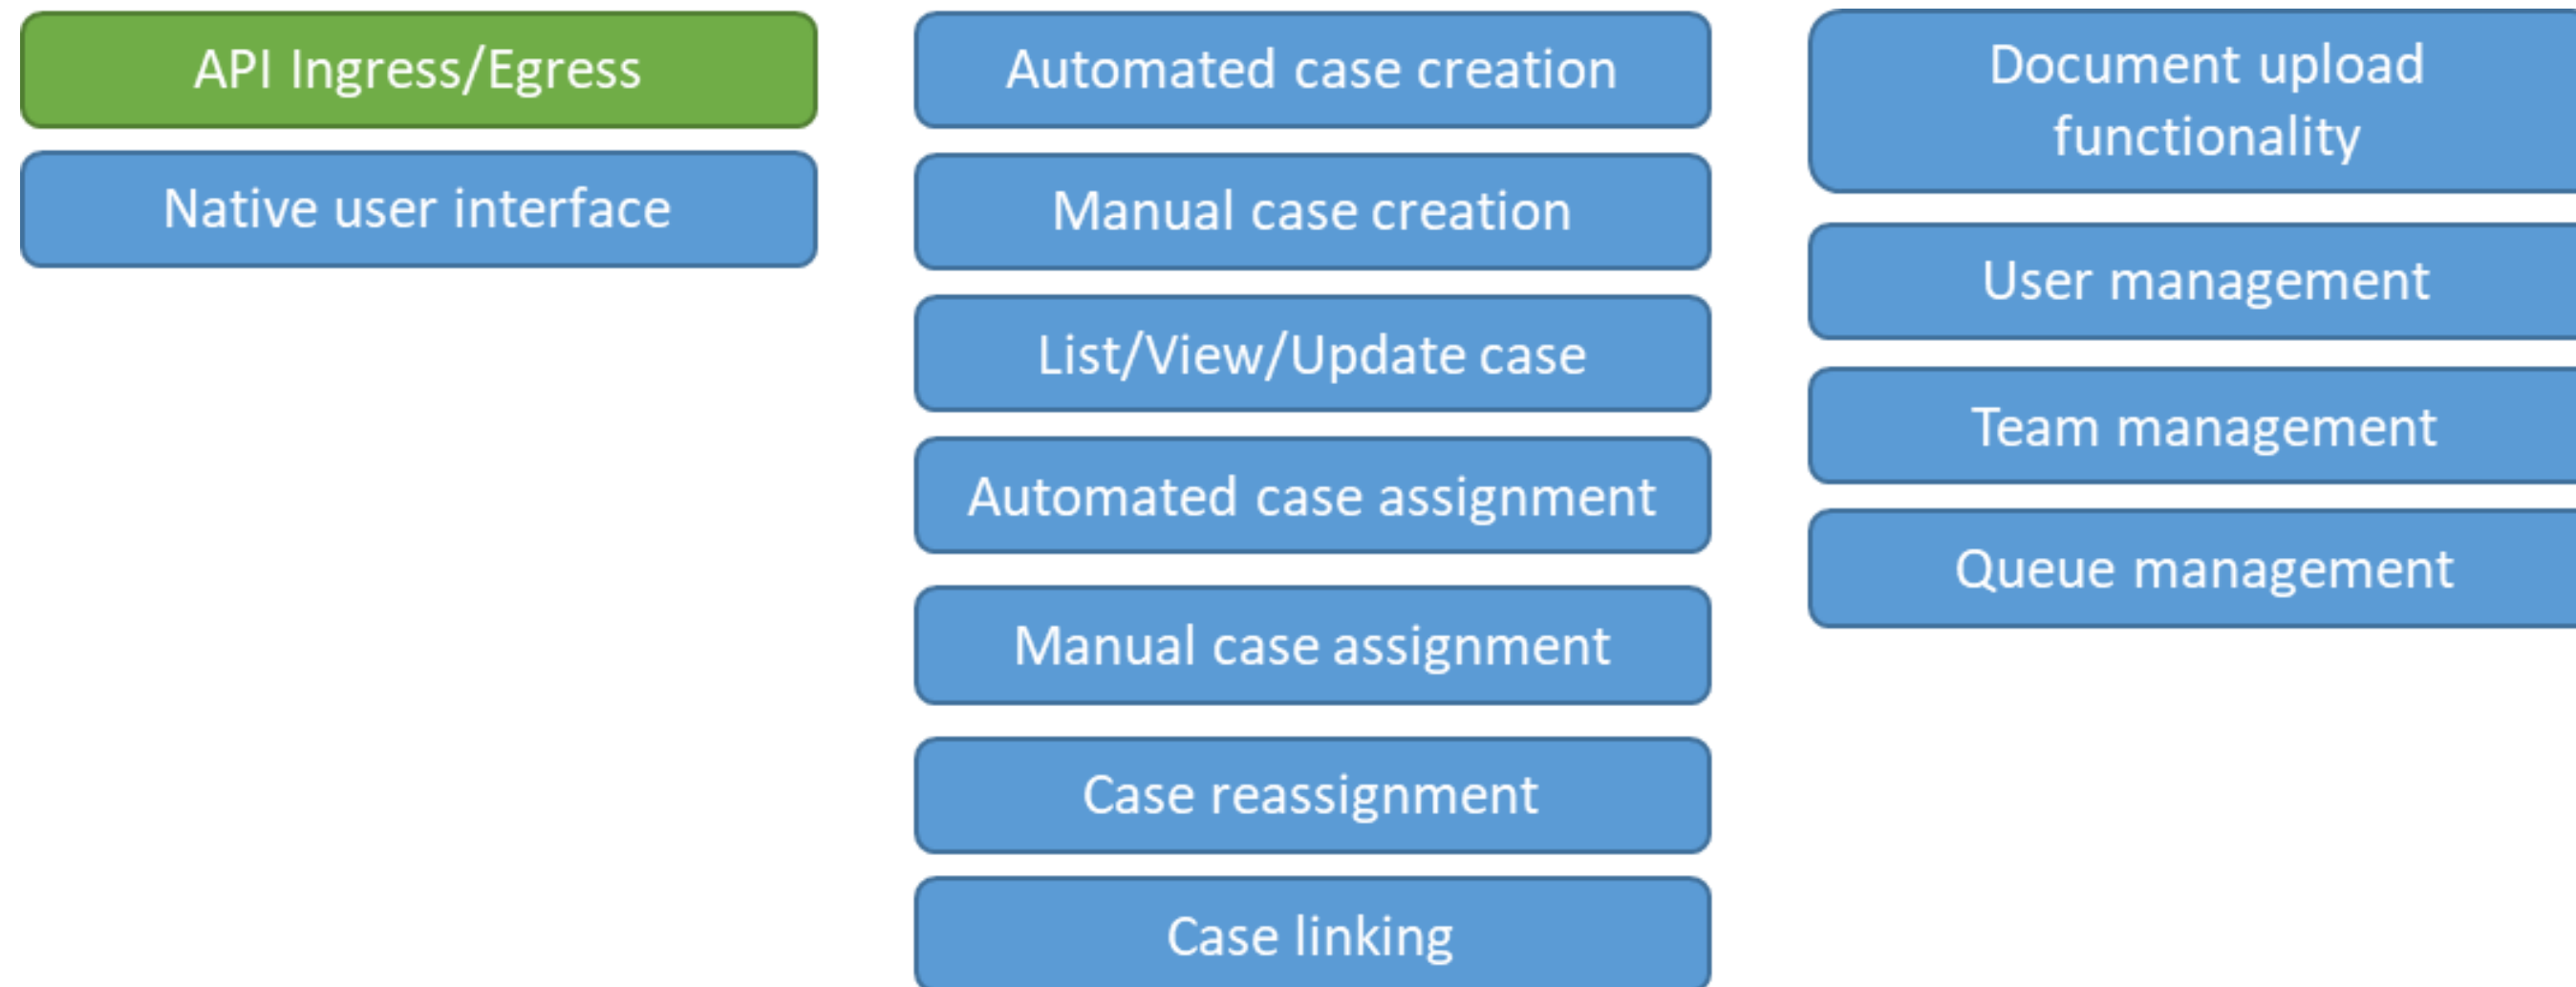 API Ingress/Egress
Native user interface
Automated case creation
Manual case creation
List/View/Update case
Automated case assignment
Manual case assignment
Case reassignment
Case linking
Document upload
functionality
User management
Team management
Queue management